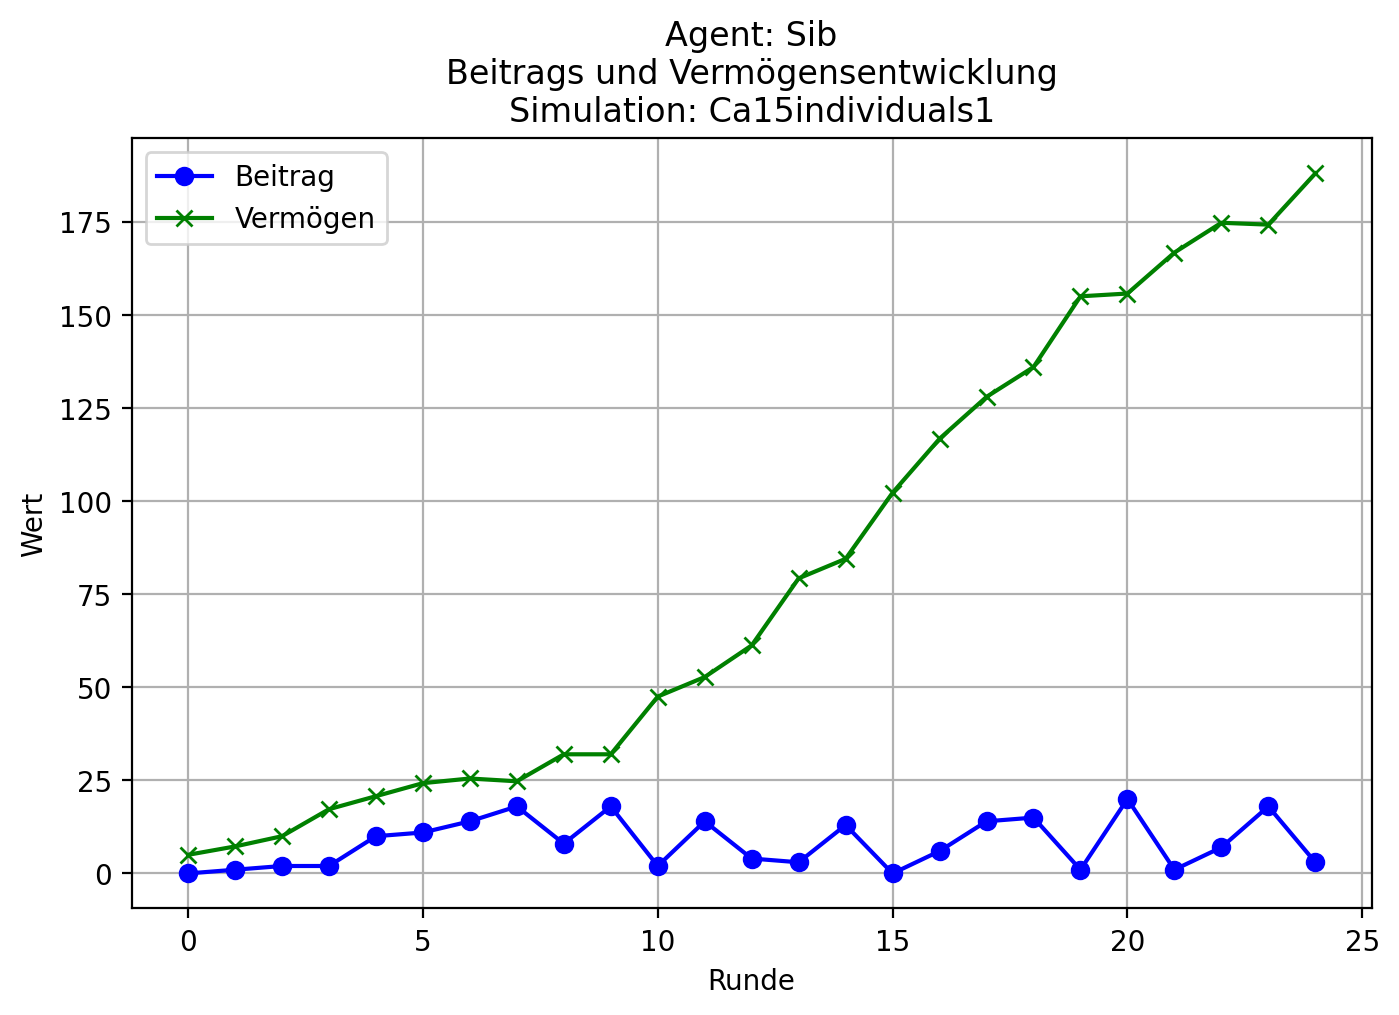 Agent: Sib
Beitrags und Vermögensentwicklung
Simulation: Ca15individuals1
Beitrag
Vermögen
175
150
125
100
75
50
25
0
Wert
0 5 10 15 20 25
Runde